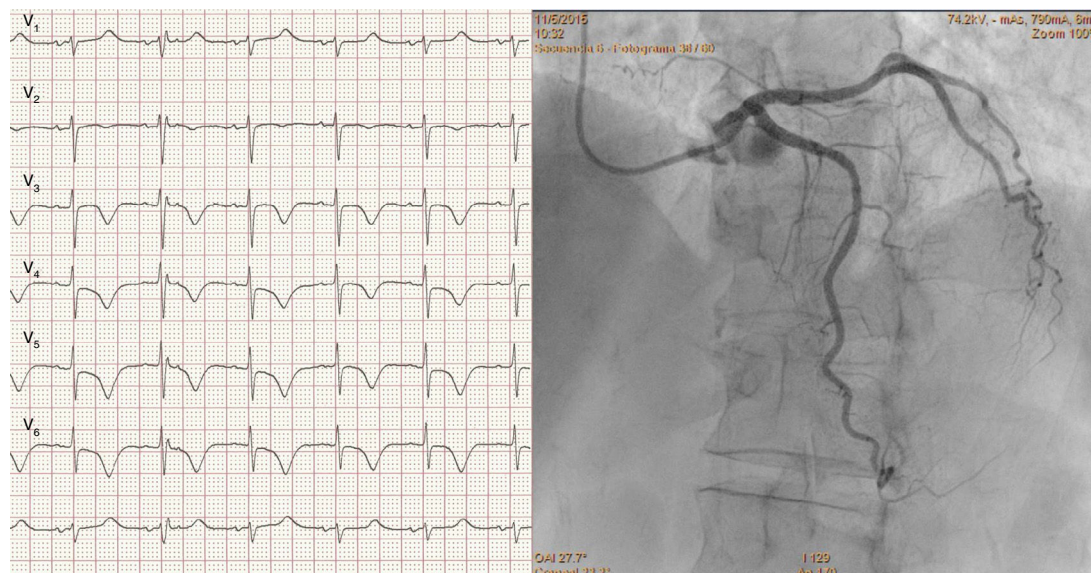 V1
V2
V3
V4
V5
V6
11/5/2015
10:32
Secuencia 6 - Fotograma 38 / 60
74.2kV, - mAs, 790mA, 6m
Zoom 100%
OAI 27.7°
I 129